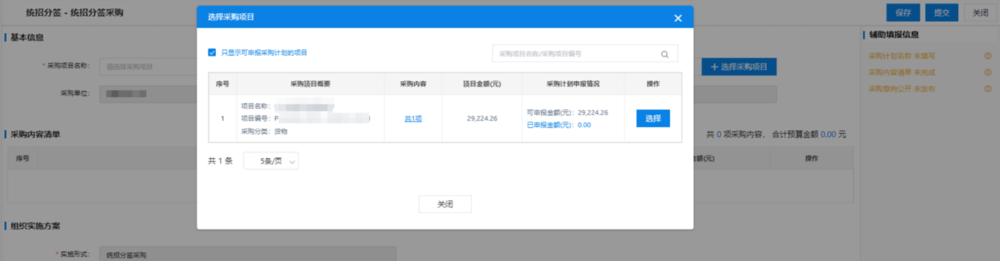 统招分签 - 统招分签采购
保存 提交 关闭
基本信息
* 采购项目名称: 请选择采购项目
+ 选择采购项目
采购单位:
采购内容清单
共 0 项采购内容, 合计预算金额 0.00 元
序号
额(元) 操作
组织实施方案
* 实施形式: 统招分签采购
辅助填报信息
采购计划名称 未填写
采购内容清单 未完成
采购意向公开 未发布
选择采购项目
只显示可申报采购计划的项目
采购项目名称/采购项目编号
序号 采购项目概要 采购内容 项目金额(元) 采购计划申报情况 操作
1
项目名称:
项目编号: P
采购分类: 货物
共1项
29,224.26
可申报金额(元): 29,224.26
已申报金额(元): 0.00
选择
共 1 条 5条/页
关闭